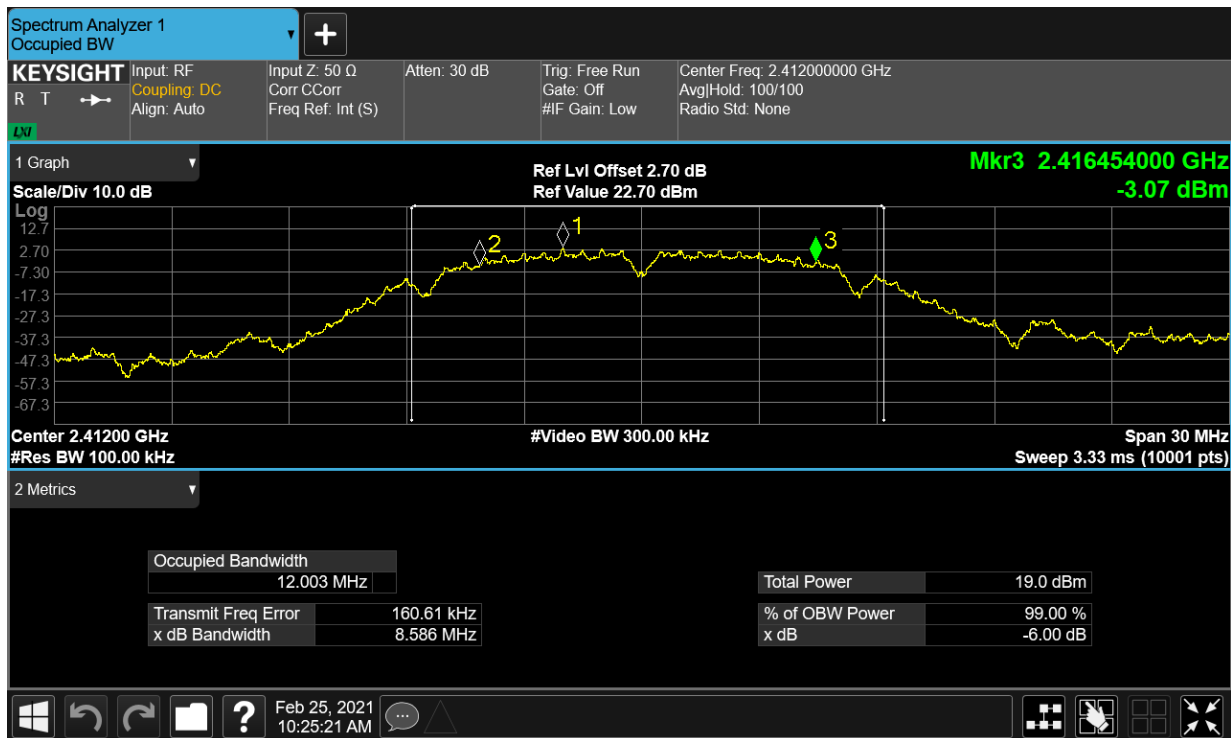 Spectrum Analyzer 1
Occupied BW
KEYSIGHT
R T
LXI
Input: RF
Coupling: DC
Align: Auto
Input Z: 50 Ω
Corr CCorr
Freq Ref: Int (S)
Atten: 30 dB
Trig: Free Run
Gate: Off
#IF Gain: Low
Center Freq: 2.412000000 GHz
Avg|Hold: 100/100
Radio Std: None
1 Graph
Scale/Div 10.0 dB
Ref Lvl Offset 2.70 dB
Ref Value 22.70 dBm
Mkr3 2.416454000 GHz
-3.07 dBm
Log
12.7
2.70
-7.30
-17.3
-27.3
-37.3
-47.3
-57.3
-67.3
2
1
3
Center 2.41200 GHz
#Video BW 300.00 kHz
Span 30 MHz
#Res BW 100.00 kHz
Sweep 3.33 ms (10001 pts)
2 Metrics
Occupied Bandwidth
12.003 MHz
Total Power 19.0 dBm
Transmit Freq Error 160.61 kHz
% of OBW Power 99.00 %
x dB Bandwidth 8.586 MHz
x dB -6.00 dB
?
Feb 25, 2021
10:25:21 AM